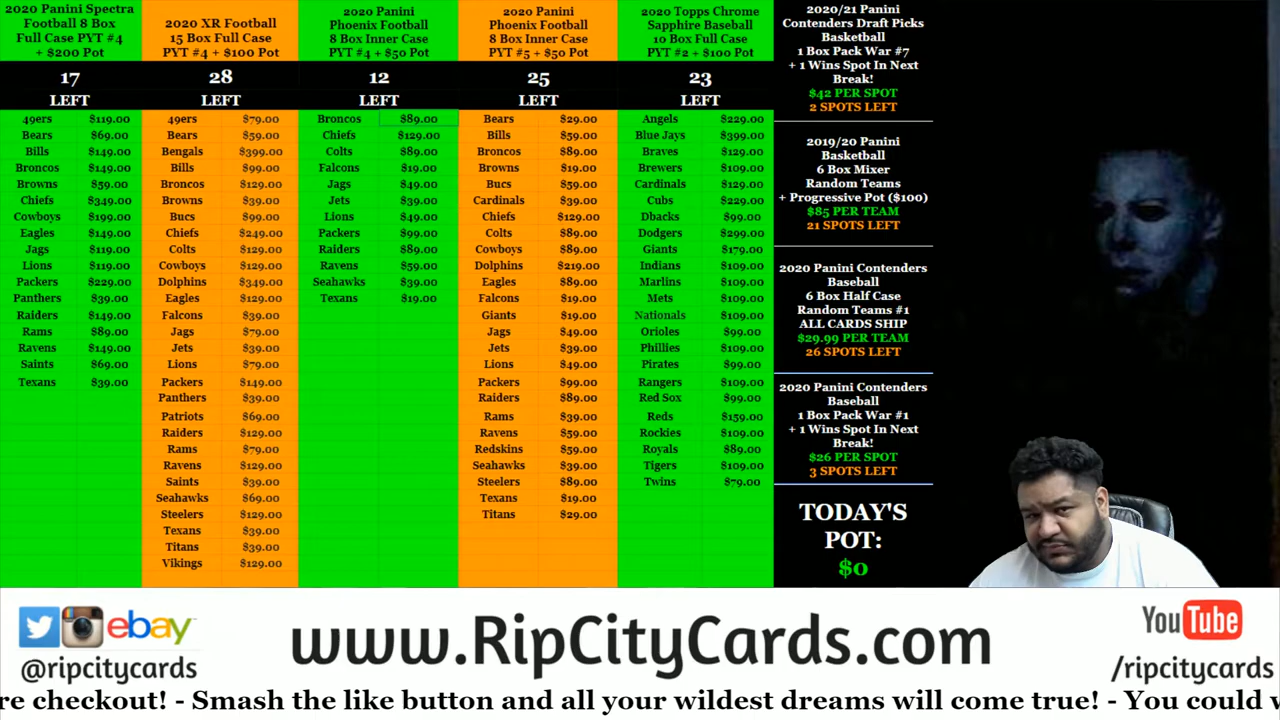 2020 Panini Spectra
Football 8 Box
Full Case PYT #4
+ $200 Pot
17
LEFT
49ers $119.00
Bears $69.00
Bills $149.00
Broncos $149.00
Browns $59.00
Chiefs $349.00
Cowboys $199.00
Eagles $149.00
Jags $119.00
Lions $119.00
Packers $229.00
Panthers $39.00
Raiders $149.00
Rams $89.00
Ravens $149.00
Saints $69.00
Texans $39.00
2020 XR Football
15 Box Full Case
PYT #4 + $100 Pot
28
LEFT
49ers $79.00
Bears $59.00
Bengals $399.00
Bills $99.00
Broncos $129.00
Browns $39.00
Bucs $99.00
Chiefs $249.00
Colts $129.00
Cowboys $129.00
Dolphins $349.00
Eagles $129.00
Falcons $39.00
Jags $79.00
Jets $39.00
Lions $79.00
Packers $149.00
Panthers $39.00
Patriots $69.00
Raiders $129.00
Rams $79.00
Ravens $129.00
Saints $39.00
Seahawks $69.00
Steelers $129.00
Texans $39.00
Titans $39.00
Vikings $129.00
2020 Panini
Phoenix Football
8 Box Inner Case
PYT #4 + $50 Pot
12
LEFT
Broncos $89.00
Chiefs $129.00
Colts $89.00
Falcons $19.00
Jags $49.00
Jets $39.00
Lions $49.00
Packers $99.00
Raiders $89.00
Ravens $59.00
Seahawks $39.00
Texans $19.00
2020 Panini
Phoenix Football
8 Box Inner Case
PYT #5 + $50 Pot
25
LEFT
Bears $29.00
Bills $59.00
Broncos $89.00
Browns $19.00
Bucs $59.00
Cardinals $39.00
Chiefs $129.00
Colts $89.00
Cowboys $89.00
Dolphins $219.00
Eagles $89.00
Falcons $19.00
Giants $19.00
Jags $49.00
Jets $39.00
Lions $49.00
Packers $99.00
Raiders $89.00
Rams $39.00
Ravens $59.00
Redskins $59.00
Seahawks $39.00
Steelers $89.00
Texans $19.00
Titans $29.00
2020 Topps Chrome
Sapphire Baseball
10 Box Full Case
PYT #2 + $100 Pot
23
LEFT
Angels $229.00
Blue Jays $399.00
Braves $129.00
Brewers $109.00
Cardinals $129.00
Cubs $229.00
Dbacks $99.00
Dodgers $299.00
Giants $179.00
Indians $109.00
Marlins $109.00
Mets $109.00
Nationals $109.00
Orioles $99.00
Phillies $109.00
Pirates $99.00
Rangers $109.00
Red Sox $99.00
Reds $159.00
Rockies $109.00
Royals $89.00
Tigers $109.00
Twins $79.00
2020/21 Panini
Contenders Draft Picks
Basketball
1 Box Pack War #7
+ 1 Wins Spot In Next
Break!
$42 PER SPOT
2 SPOTS LEFT
2019/20 Panini
Basketball
6 Box Mixer
Random Teams
+ Progressive Pot ($100)
$85 PER TEAM
21 SPOTS LEFT
2020 Panini Contenders
Baseball
6 Box Half Case
Random Teams #1
ALL CARDS SHIP
$29.99 PER TEAM
26 SPOTS LEFT
2020 Panini Contenders
Baseball
1 Box Pack War #1
+ 1 Wins Spot In Next
Break!
$26 PER SPOT
3 SPOTS LEFT
TODAY'S
POT:
$0
ebay
@ripcitycards
www.RipCityCards.com
YouTube
/ripcitycards
re checkout! - Smash the like button and all your wildest dreams will come true! - You could